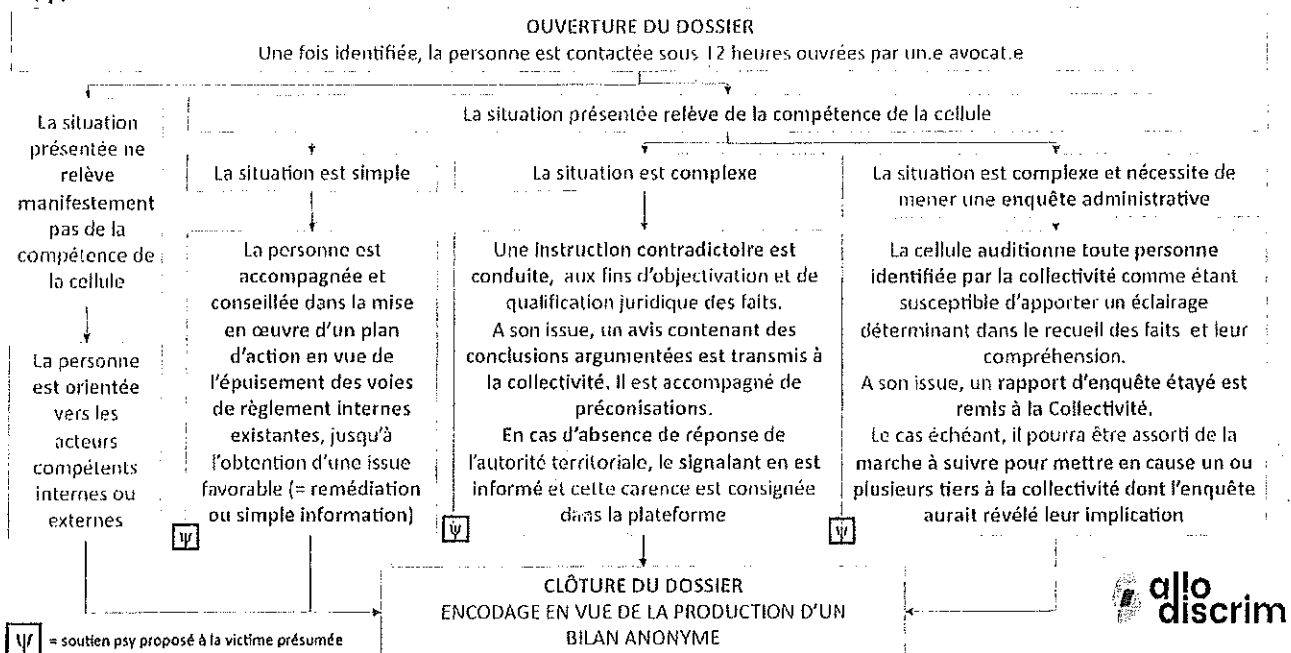 OUVERTURE DU DOSSIER
Une fois identifiée, la personne est contactée sous 12 heures ouvrées par un.e avocat.e
La situation
présentée ne
relève
manifestement
pas de la
compétence de
la cellule
La personne
est orientée
vers les
acteurs
compétents
internes ou
externes
La situation présentée relève de la compétence de la cellule
La situation est simple
La personne est
accompagnée et
conseillée dans la mise
en œuvre d'un plan
d'action en vue de
l'épuisement des voies
de règlement internes
existantes, jusqu'à
l'obtention d'une issue
favorable (= remédiation
ou simple information)
ψ
La situation est complexe
Une instruction contradictoire est
conduite, aux fins d'objectivation et de
qualification juridique des faits.
A son issue, un avis contenant des
conclusions argumentées est transmis à
la collectivité. Il est accompagné de
préconisations.
En cas d'absence de réponse de
l'autorité territoriale, le signalant en est
informé et cette carence est consignée
dans la plateforme
ψ
La situation est complexe et nécessite de
mener une enquête administrative
La cellule auditionne toute personne
identifiée par la collectivité comme étant
susceptible d'apporter un éclairage
déterminant dans le recueil des faits et leur
compréhension.
A son issue, un rapport d'enquête étayé est
remis à la Collectivité.
Le cas échéant, il pourra être assorti de la
marche à suivre pour mettre en cause un ou
plusieurs tiers à la collectivité dont l'enquête
aurait révélé leur implication
ψ
CLÔTURE DU DOSSIER
ENCODAGE EN VUE DE LA PRODUCTION D'UN
BILAN ANONYME
ψ = soutien psy proposé à la victime présumée
allo
discrim